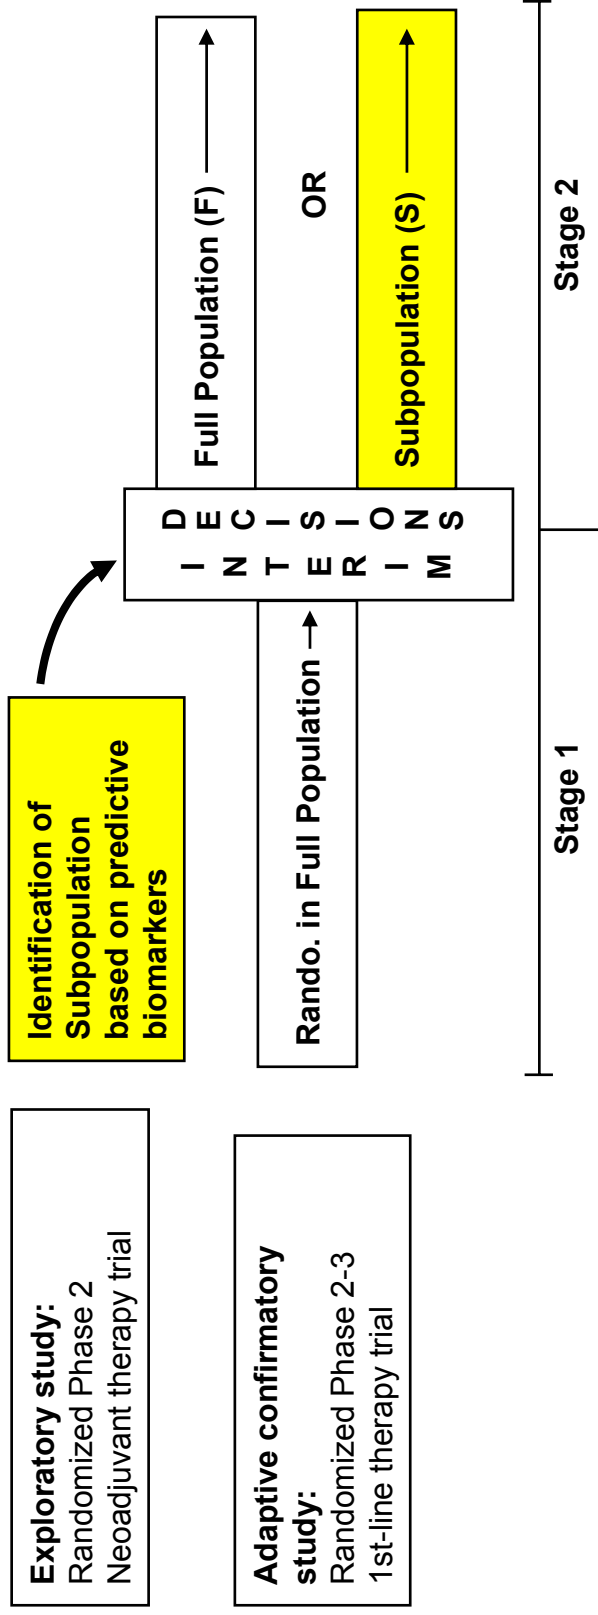 Exploratory study:
Randomized Phase 2
Neoadjuvant therapy trial
Identification of
Subpopulation
based on predictive
biomarkers
Adaptive confirmatory
study:
Randomized Phase 2-3
1st-line therapy trial
Rando. in Full Population
INTERIM
DECISIONS
Full Population (F)
OR
Subpopulation (S)
Stage 1
Stage 2